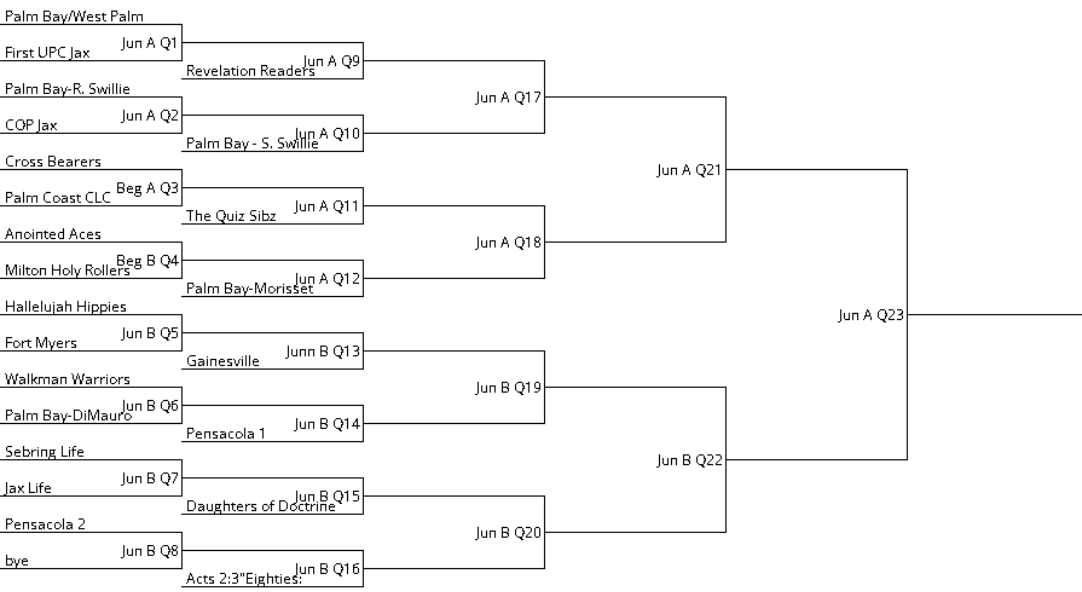 Palm Bay/West Palm
Jun A Q1
First UPC Jax
Jun A Q9
Revelation Readers
Palm Bay-R. Swillie
Jun A Q17
Jun A Q2
COP Jax
Jun A Q10
Palm Bay - S. Swillie
Cross Bearers
Jun A Q21
Beg A Q3
Palm Coast CLC
Jun A Q11
The Quiz Sibz
Anointed Aces
Jun A Q18
Beg B Q4
Milton Holy Rollers
Jun A Q12
Palm Bay-Morisset
Hallelujah Hippies
Jun A Q23
Jun B Q5
Fort Myers
Junn B Q13
Gainesville
Walkman Warriors
Jun B Q19
Jun B Q6
Palm Bay-DiMauro
Jun B Q14
Pensacola 1
Sebring Life
Jun B Q22
Jun B Q7
Jax Life
Jun B Q15
Daughters of Doctrine
Pensacola 2
Jun B Q20
Jun B Q8
bye
Jun B Q16
Acts 2:3"Eighties: